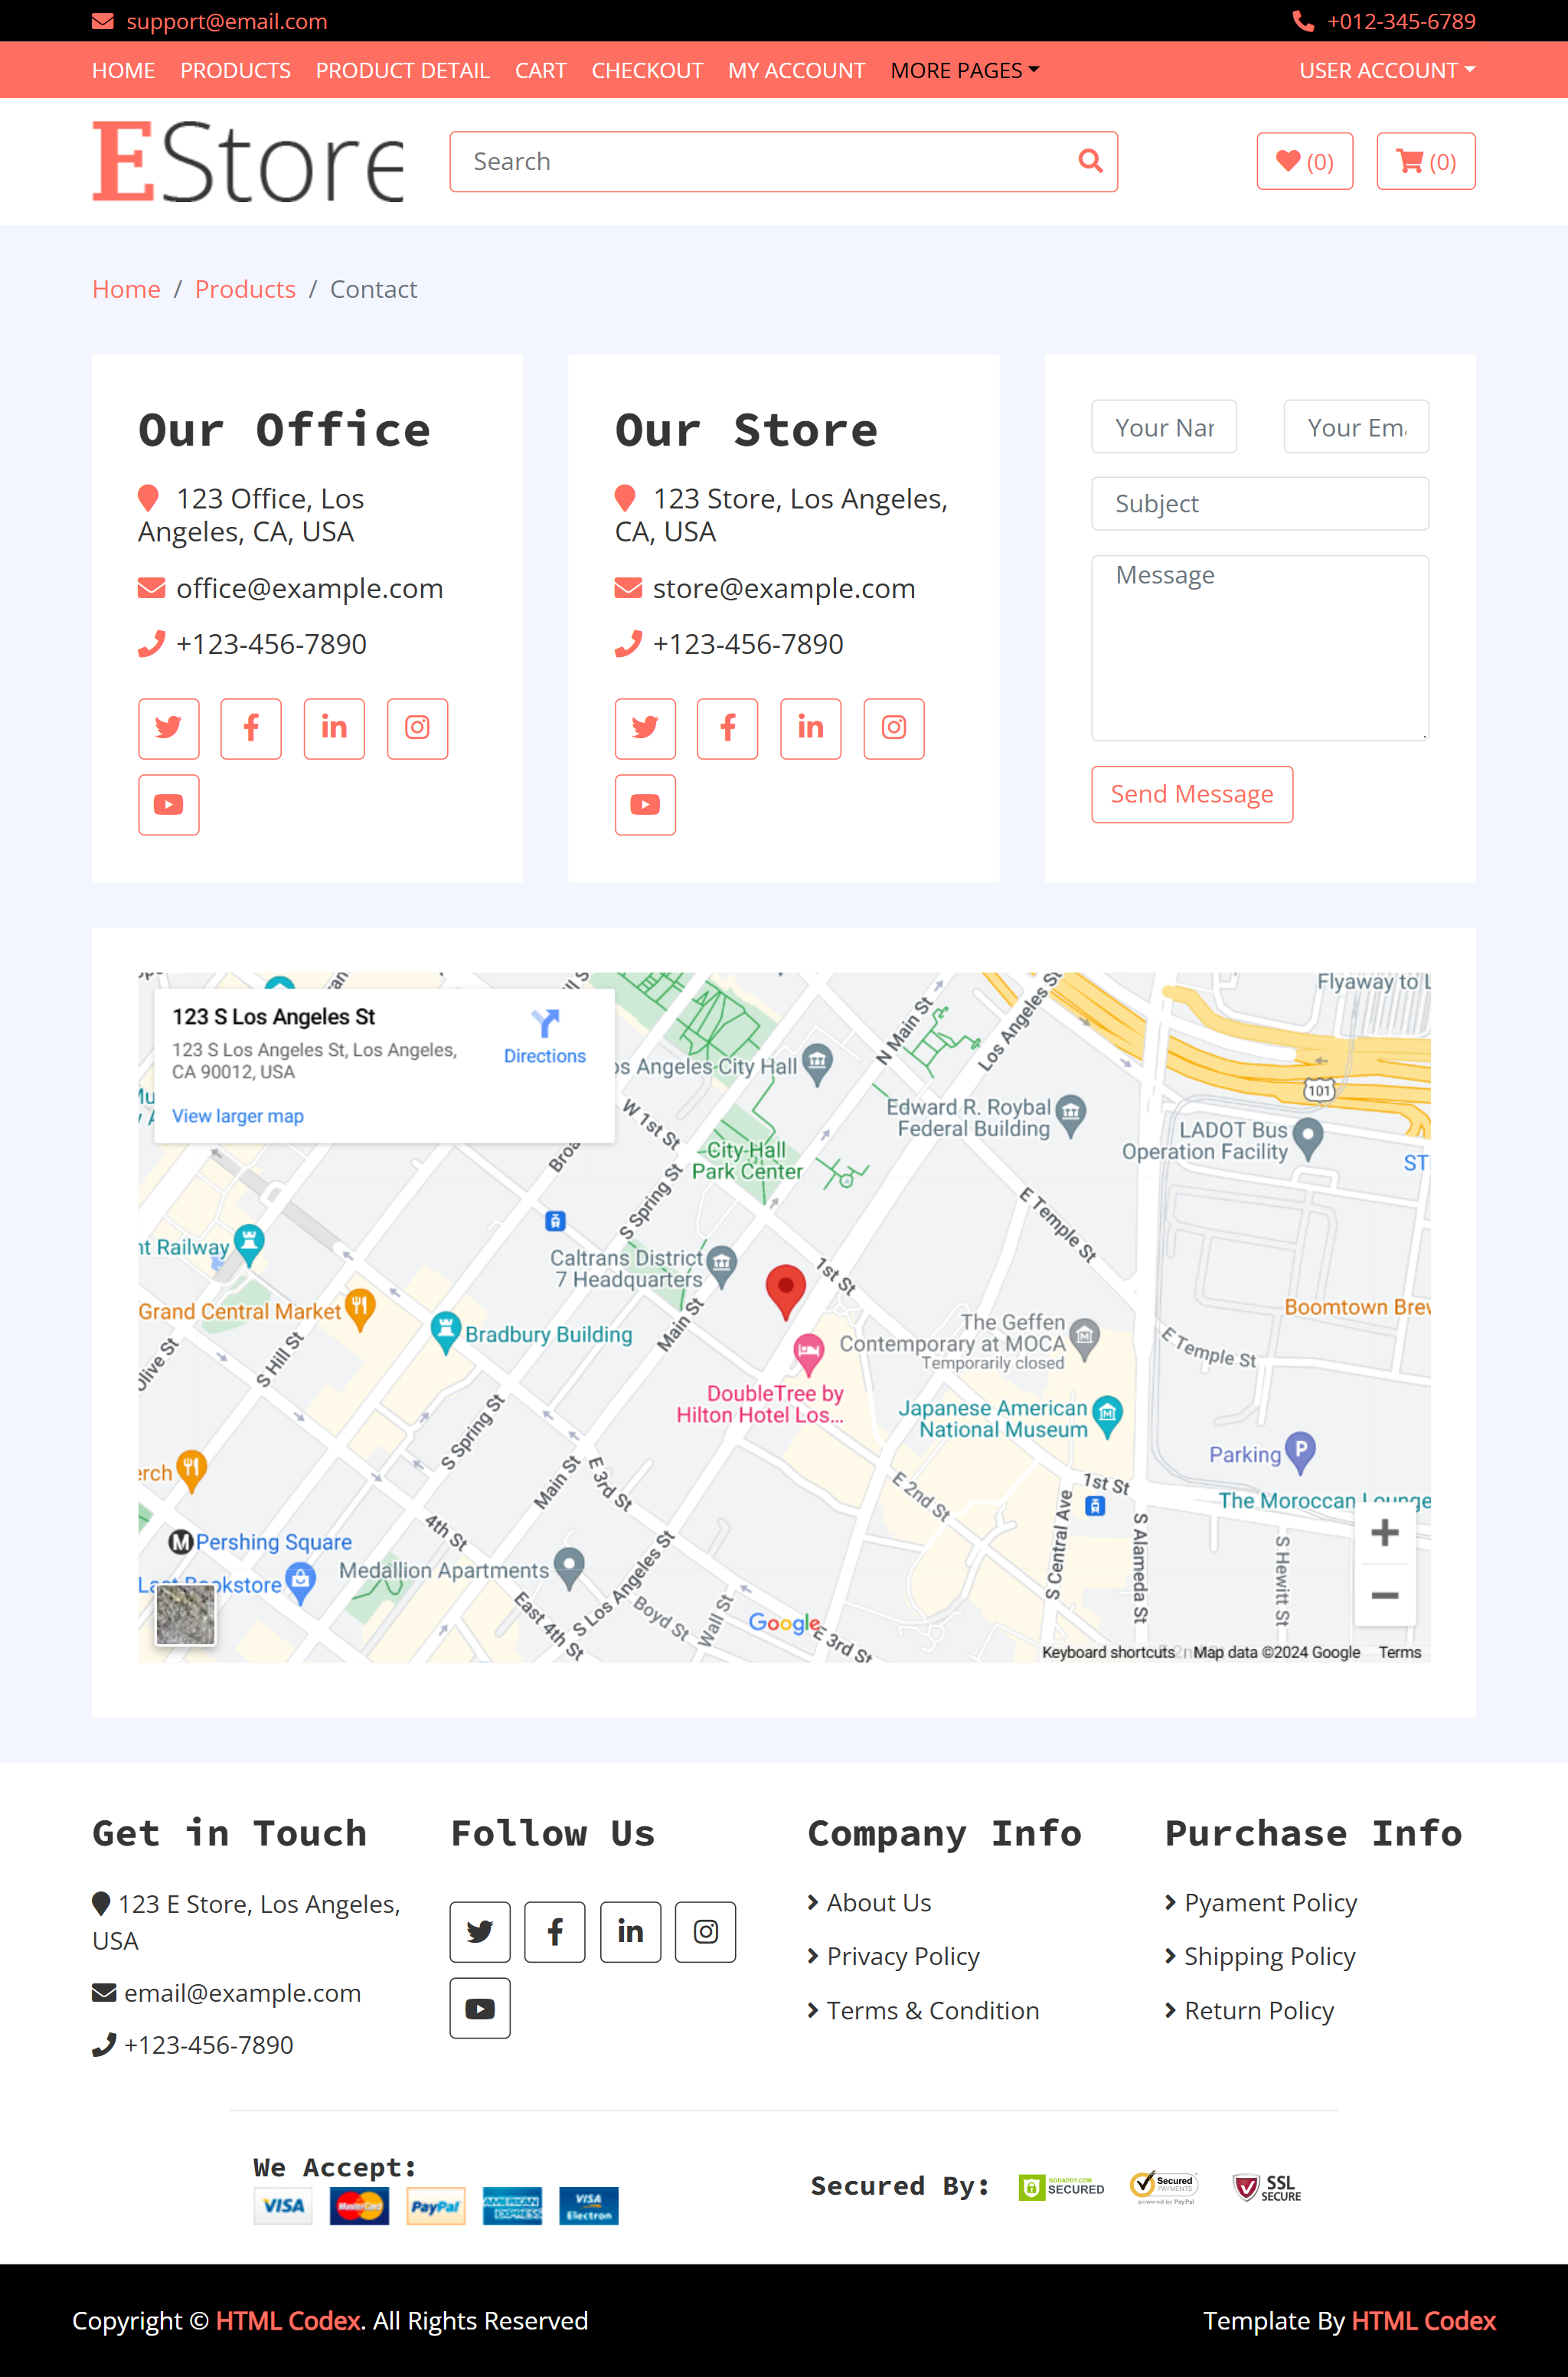 support@email.com
+012-345-6789
HOME PRODUCTS PRODUCT DETAIL CART CHECKOUT MY ACCOUNT MORE PAGES USER ACCOUNT
EStore
Search
(0)
(0)
Home / Products / Contact
Our Office
123 Office, Los
Angeles, CA, USA
office@example.com
+123-456-7890
Our Store
123 Store, Los Angeles,
CA, USA
store@example.com
+123-456-7890
Your Nar
Your Em
Subject
Message
Send Message
123 S Los Angeles St
123 S Los Angeles St, Los Angeles,
CA 90012, USA
View larger map
Directions
Flyaway to L
os Angeles City Hall
N Main St
Los Angeles St
101
Edward R. Roybal
Federal Building
LADOT Bus
Operation Facility
ST
W 1st St
City Hall
Park Center
Broa
S Spring St
E Temple St
nt Railway
Caltrans District
7 Headquarters
1st St
Grand Central Market
Bradbury Building
Main St
The Geffen
Contemporary at MOCA
Temporarily closed
Boomtown Brew
E Temple St
Olive St
S Hill St
DoubleTree by
Hilton Hotel Los...
Japanese American
National Museum
S Spring St
Parking
P
erch
Main St
E 3rd St
E 2nd St
1st St
The Moroccan Lounge
4th St
S Central Ave
S Alameda St
S Hewitt St
M
Pershing Square
Medallion Apartments
Last Bookstore
East 4th St
S Los Angeles St
Boyd St
Wall St
Google
E 3rd St
Keyboard shortcuts
Map data ©2024 Google
Terms
Get in Touch
123 E Store, Los Angeles,
USA
email@example.com
+123-456-7890
Follow Us
Company Info
About Us
Privacy Policy
Terms & Condition
Purchase Info
Pyament Policy
Shipping Policy
Return Policy
We Accept:
VISA MasterCard PayPal AMERICAN EXPRESS VISA Electron
Secured By:
GODADDY.COM
SECURED
Secured
PAYMENTS
powered by PayPal
SSL
SECURE
Copyright © HTML Codex. All Rights Reserved
Template By HTML Codex